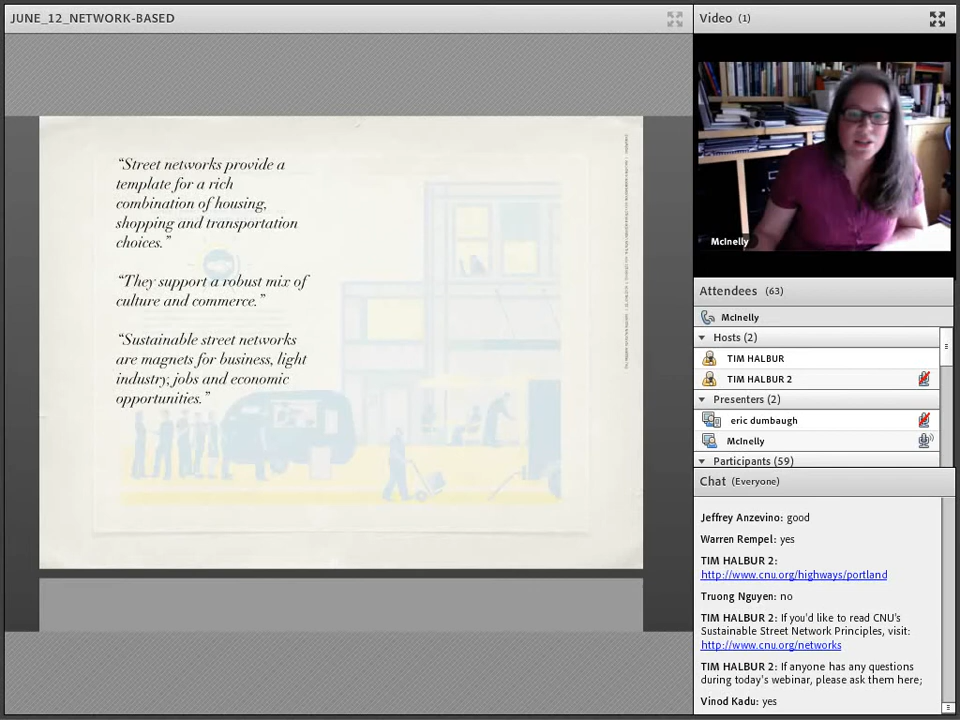 JUNE_12_NETWORK-BASED
“Street networks provide a
template for a rich
combination of housing,
shopping and transportation
choices.”
“They support a robust mix of
culture and commerce.”
“Sustainable street networks
are magnets for business, light
industry, jobs and economic
opportunities.”
Video (1)
McInelly
Attendees (63)
McInelly
Hosts (2)
TIM HALBUR
TIM HALBUR 2
Presenters (2)
eric dumbaugh
McInelly
Participants (59)
Chat (Everyone)
Jeffrey Anzevino: good
Warren Rempel: yes
TIM HALBUR 2:
http://www.cnu.org/highways/portland
Truong Nguyen: no
TIM HALBUR 2: If you'd like to read CNU's
Sustainable Street Network Principles, visit:
http://www.cnu.org/networks
TIM HALBUR 2: If anyone has any questions
during today's webinar, please ask them here;
Vinod Kadu: yes